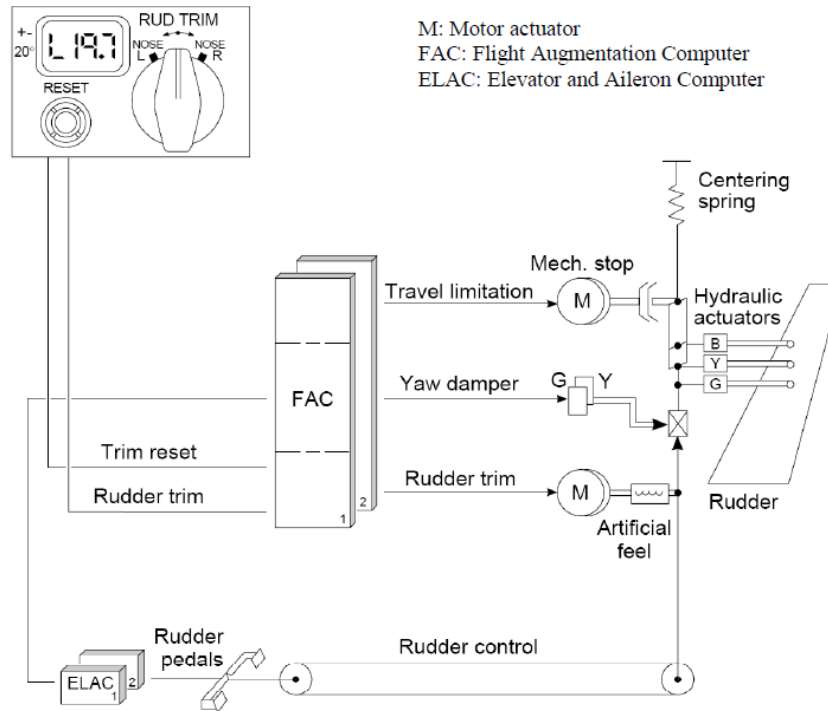 RUD TRIM
+-
20°
L19.7
NOSE
L
NOSE
R
RESET
M: Motor actuator
FAC: Flight Augmentation Computer
ELAC: Elevator and Aileron Computer
Centering
spring
Mech. stop
Travel limitation
M
Hydraulic
actuators
B
Y
G
Yaw damper
G
Y
FAC
Trim reset
Rudder trim
Rudder trim
M
1
2
Artificial
feel
Rudder
Rudder
pedals
Rudder control
ELAC
1
2